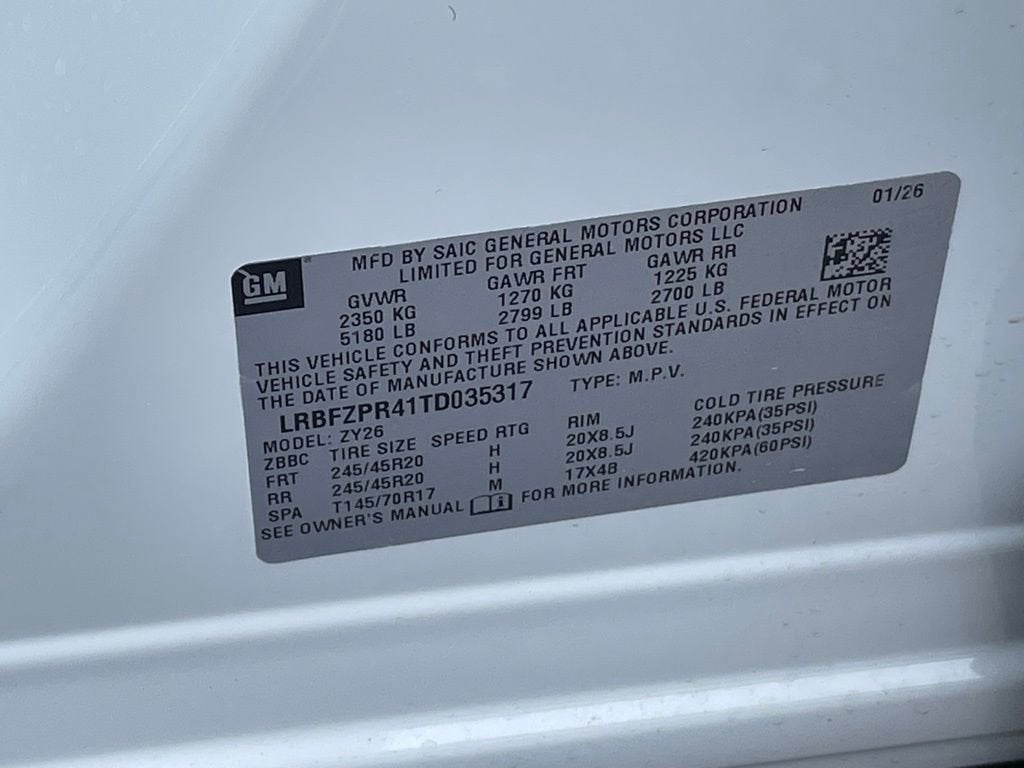 GM
MFD BY SAIC GENERAL MOTORS CORPORATION 01/26
LIMITED FOR GENERAL MOTORS LLC
GVWR GAWR FRT GAWR RR
2350 KG 1270 KG 1225 KG
5180 LB 2799 LB 2700 LB
THIS VEHICLE CONFORMS TO ALL APPLICABLE U.S. FEDERAL MOTOR
VEHICLE SAFETY AND THEFT PREVENTION STANDARDS IN EFFECT ON
THE DATE OF MANUFACTURE SHOWN ABOVE.
LRBFZPR41TD035317 TYPE: M.P.V.
MODEL: ZY26
ZBBC TIRE SIZE SPEED RTG RIM COLD TIRE PRESSURE
FRT 245/45R20 H 20X8.5J 240KPA(35PSI)
RR 245/45R20 H 20X8.5J 240KPA(35PSI)
SPA T145/70R17 M 17X4B 420KPA(60PSI)
SEE OWNER'S MANUAL FOR MORE INFORMATION.